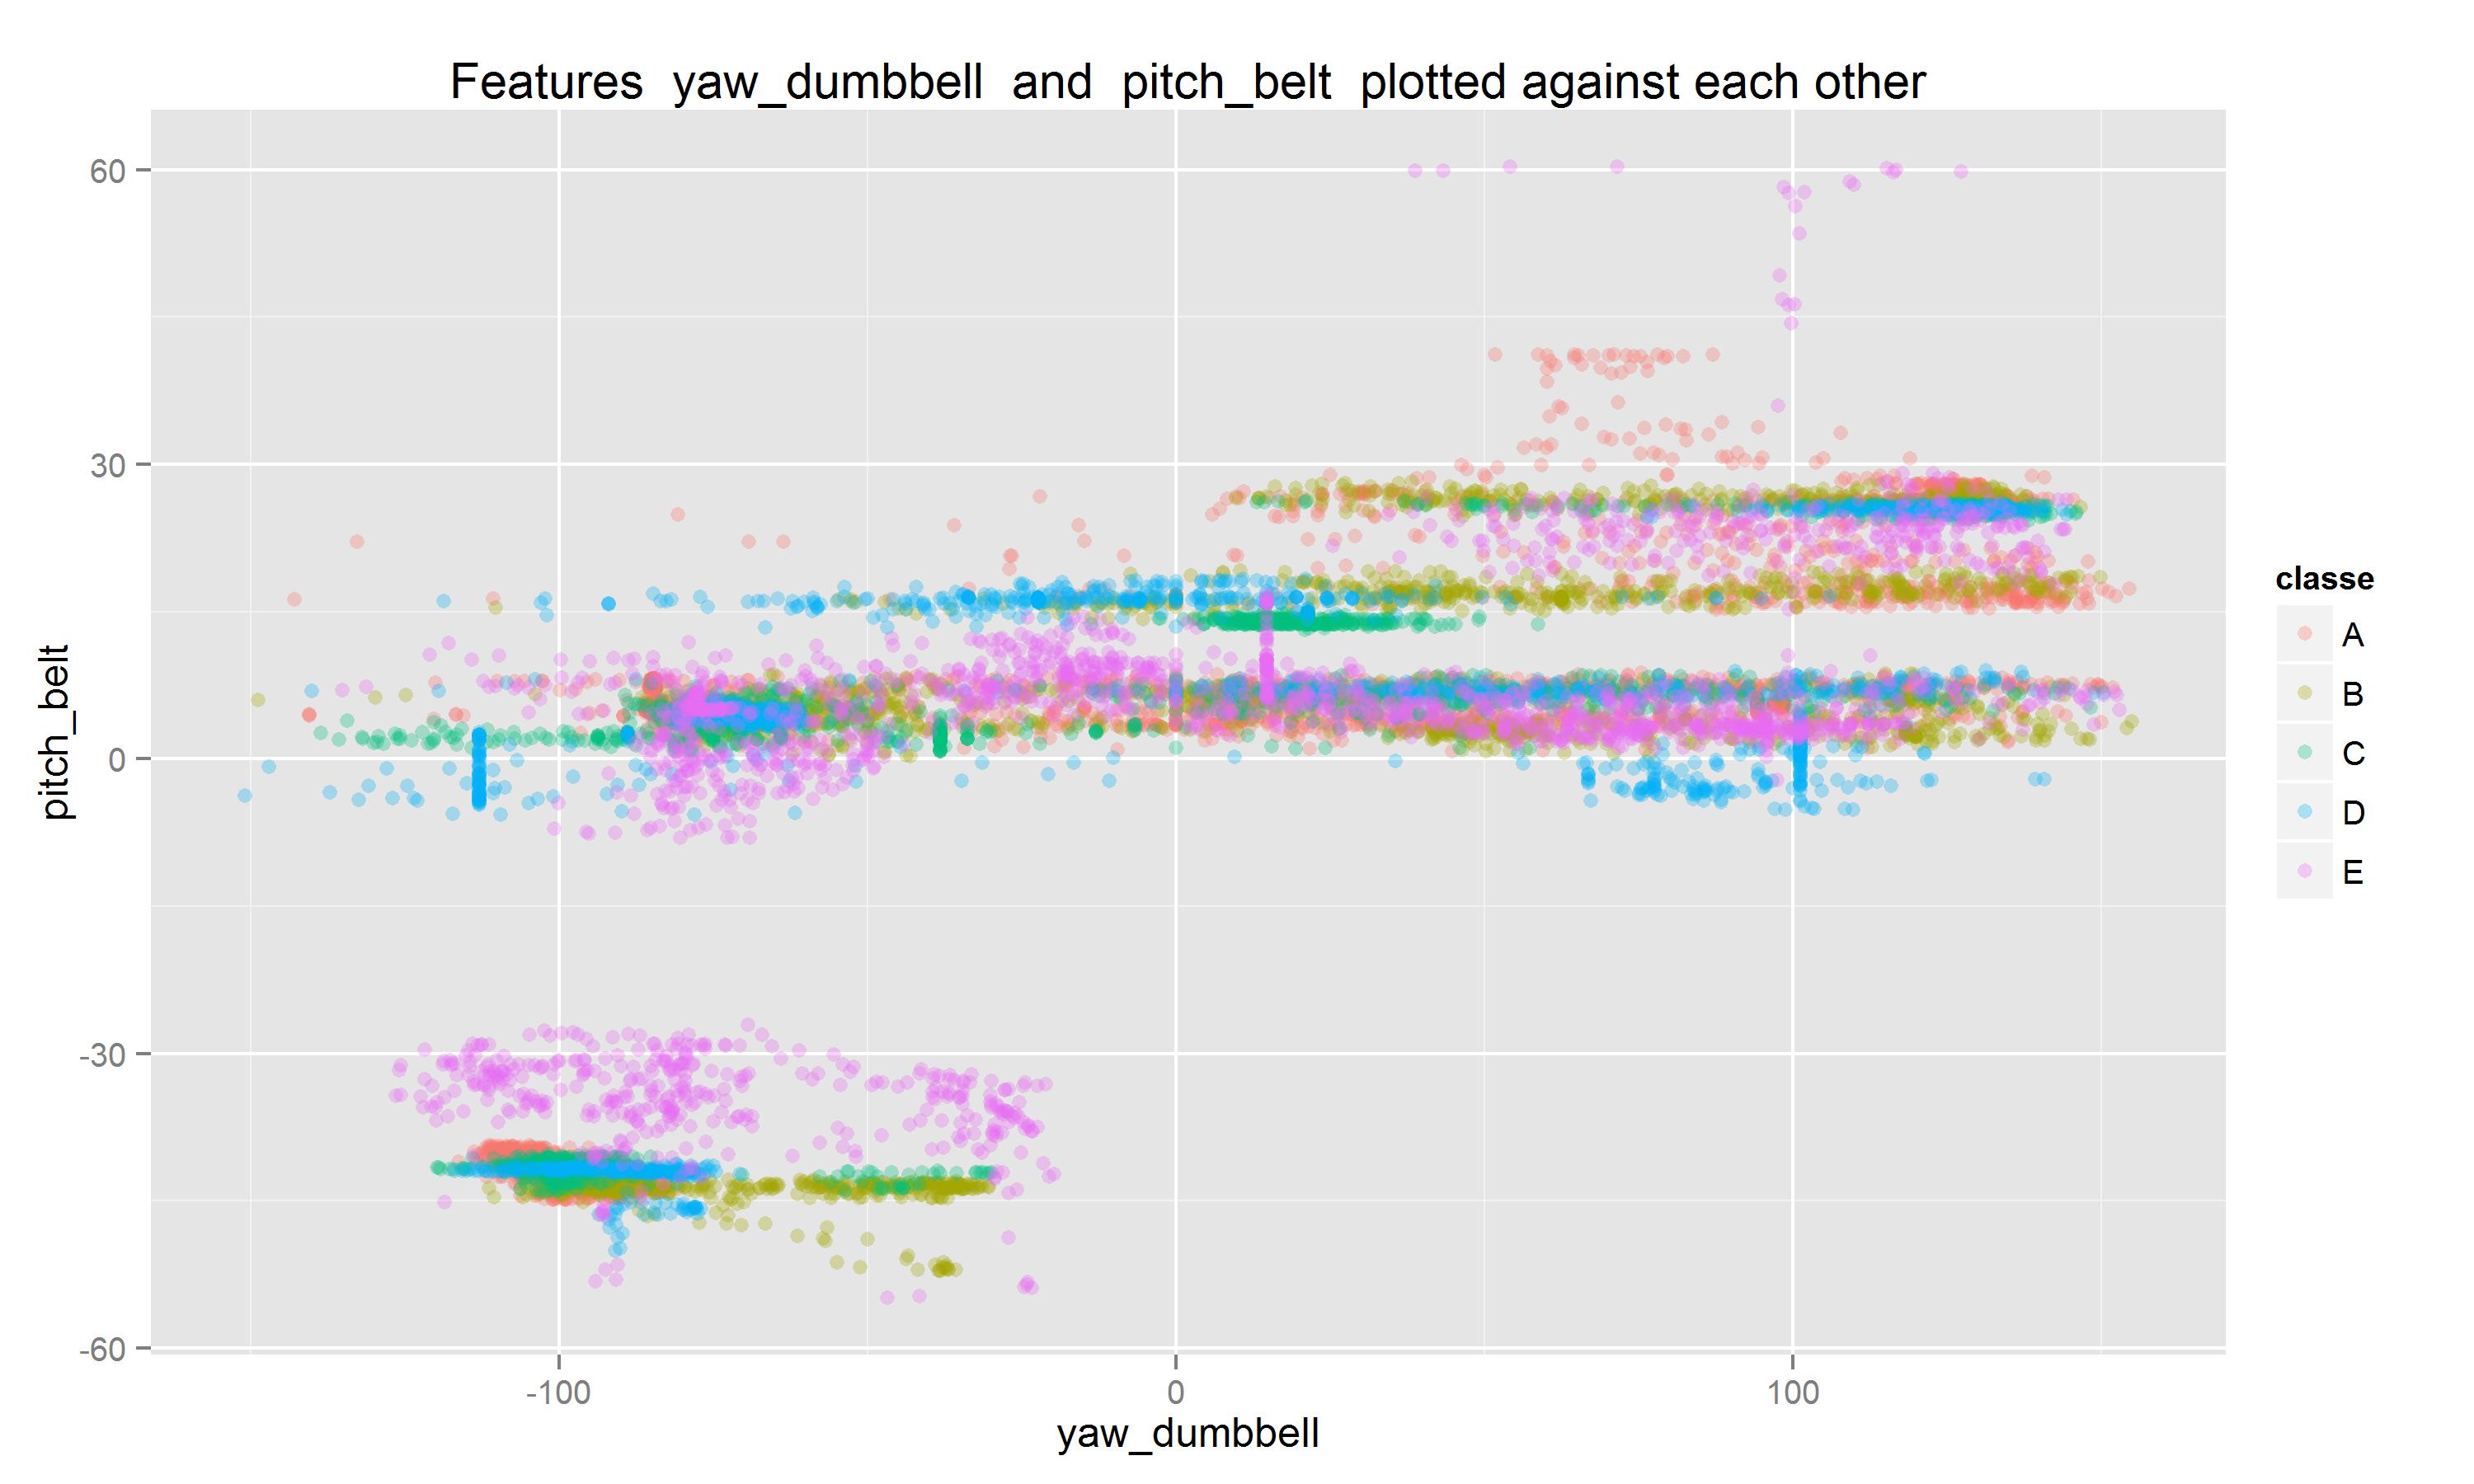 Features yaw_dumbbell and pitch_belt plotted against each other
60
30
0
-30
-60
pitch_belt
-100
0
100
yaw_dumbbell
classe
A
B
C
D
E